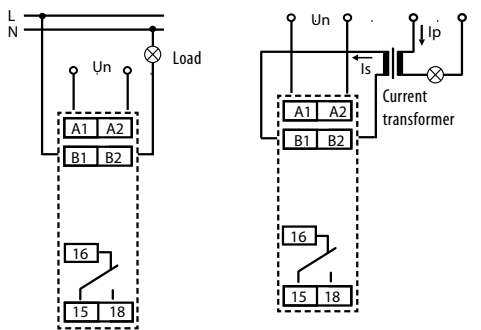 L
N
Load
Un
A1 A2
B1 B2
16
15 18
Un
Ip
Is
Current
transformer
A1 A2
B1 B2
16
15 18